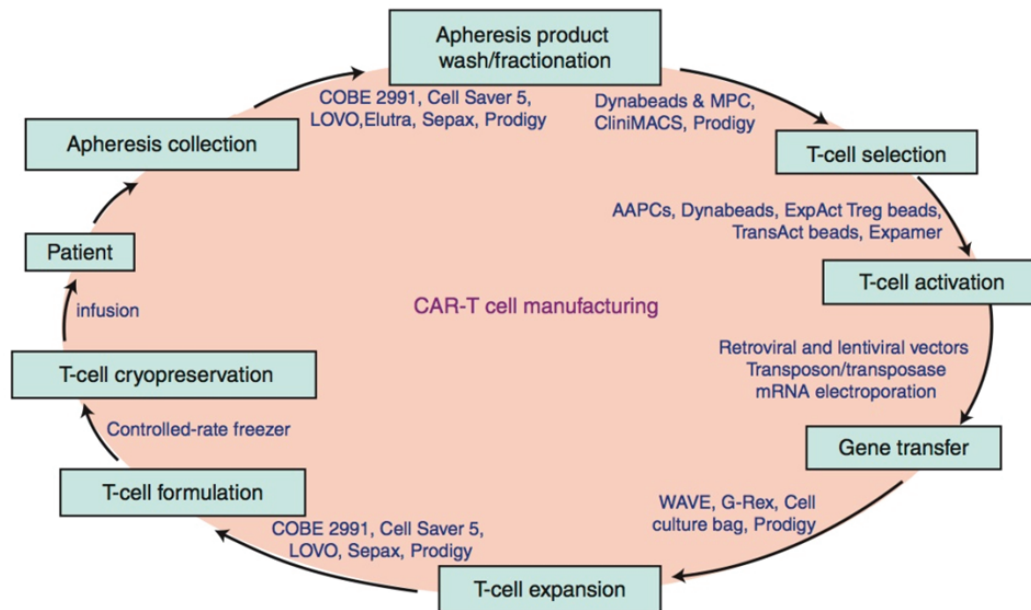 Apheresis product
wash/fractionation
COBE 2991, Cell Saver 5,
LOVO,Elutra, Sepax, Prodigy
Dynabeads & MPC,
CliniMACS, Prodigy
Apheresis collection
T-cell selection
AAPCs, Dynabeads, ExpAct Treg beads,
TransAct beads, Expamer
Patient
T-cell activation
infusion
CAR-T cell manufacturing
Retroviral and lentiviral vectors
Transposon/transposase
mRNA electroporation
T-cell cryopreservation
Controlled-rate freezer
Gene transfer
T-cell formulation
WAVE, G-Rex, Cell
culture bag, Prodigy
COBE 2991, Cell Saver 5,
LOVO, Sepax, Prodigy
T-cell expansion